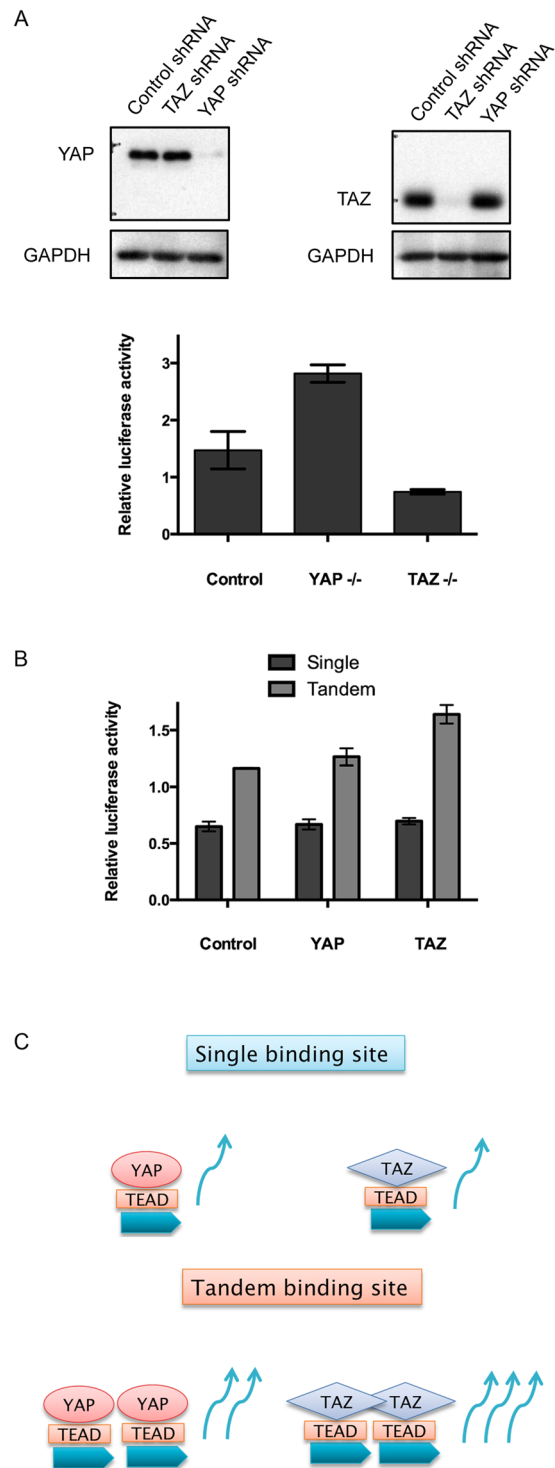 A
Control shRNA
TAZ shRNA
YAP shRNA
YAP
GAPDH
Control shRNA
TAZ shRNA
YAP shRNA
TAZ
GAPDH
Relative luciferase activity
3
2
1
0
Control YAP -/- TAZ -/-
B
Single
Tandem
Relative luciferase activity
1.5
1.0
0.5
0.0
Control YAP TAZ
C
Single binding site
YAP TAZ
TEAD TEAD
Tandem binding site
YAP YAP TAZ TAZ
TEAD TEAD TEAD TEAD